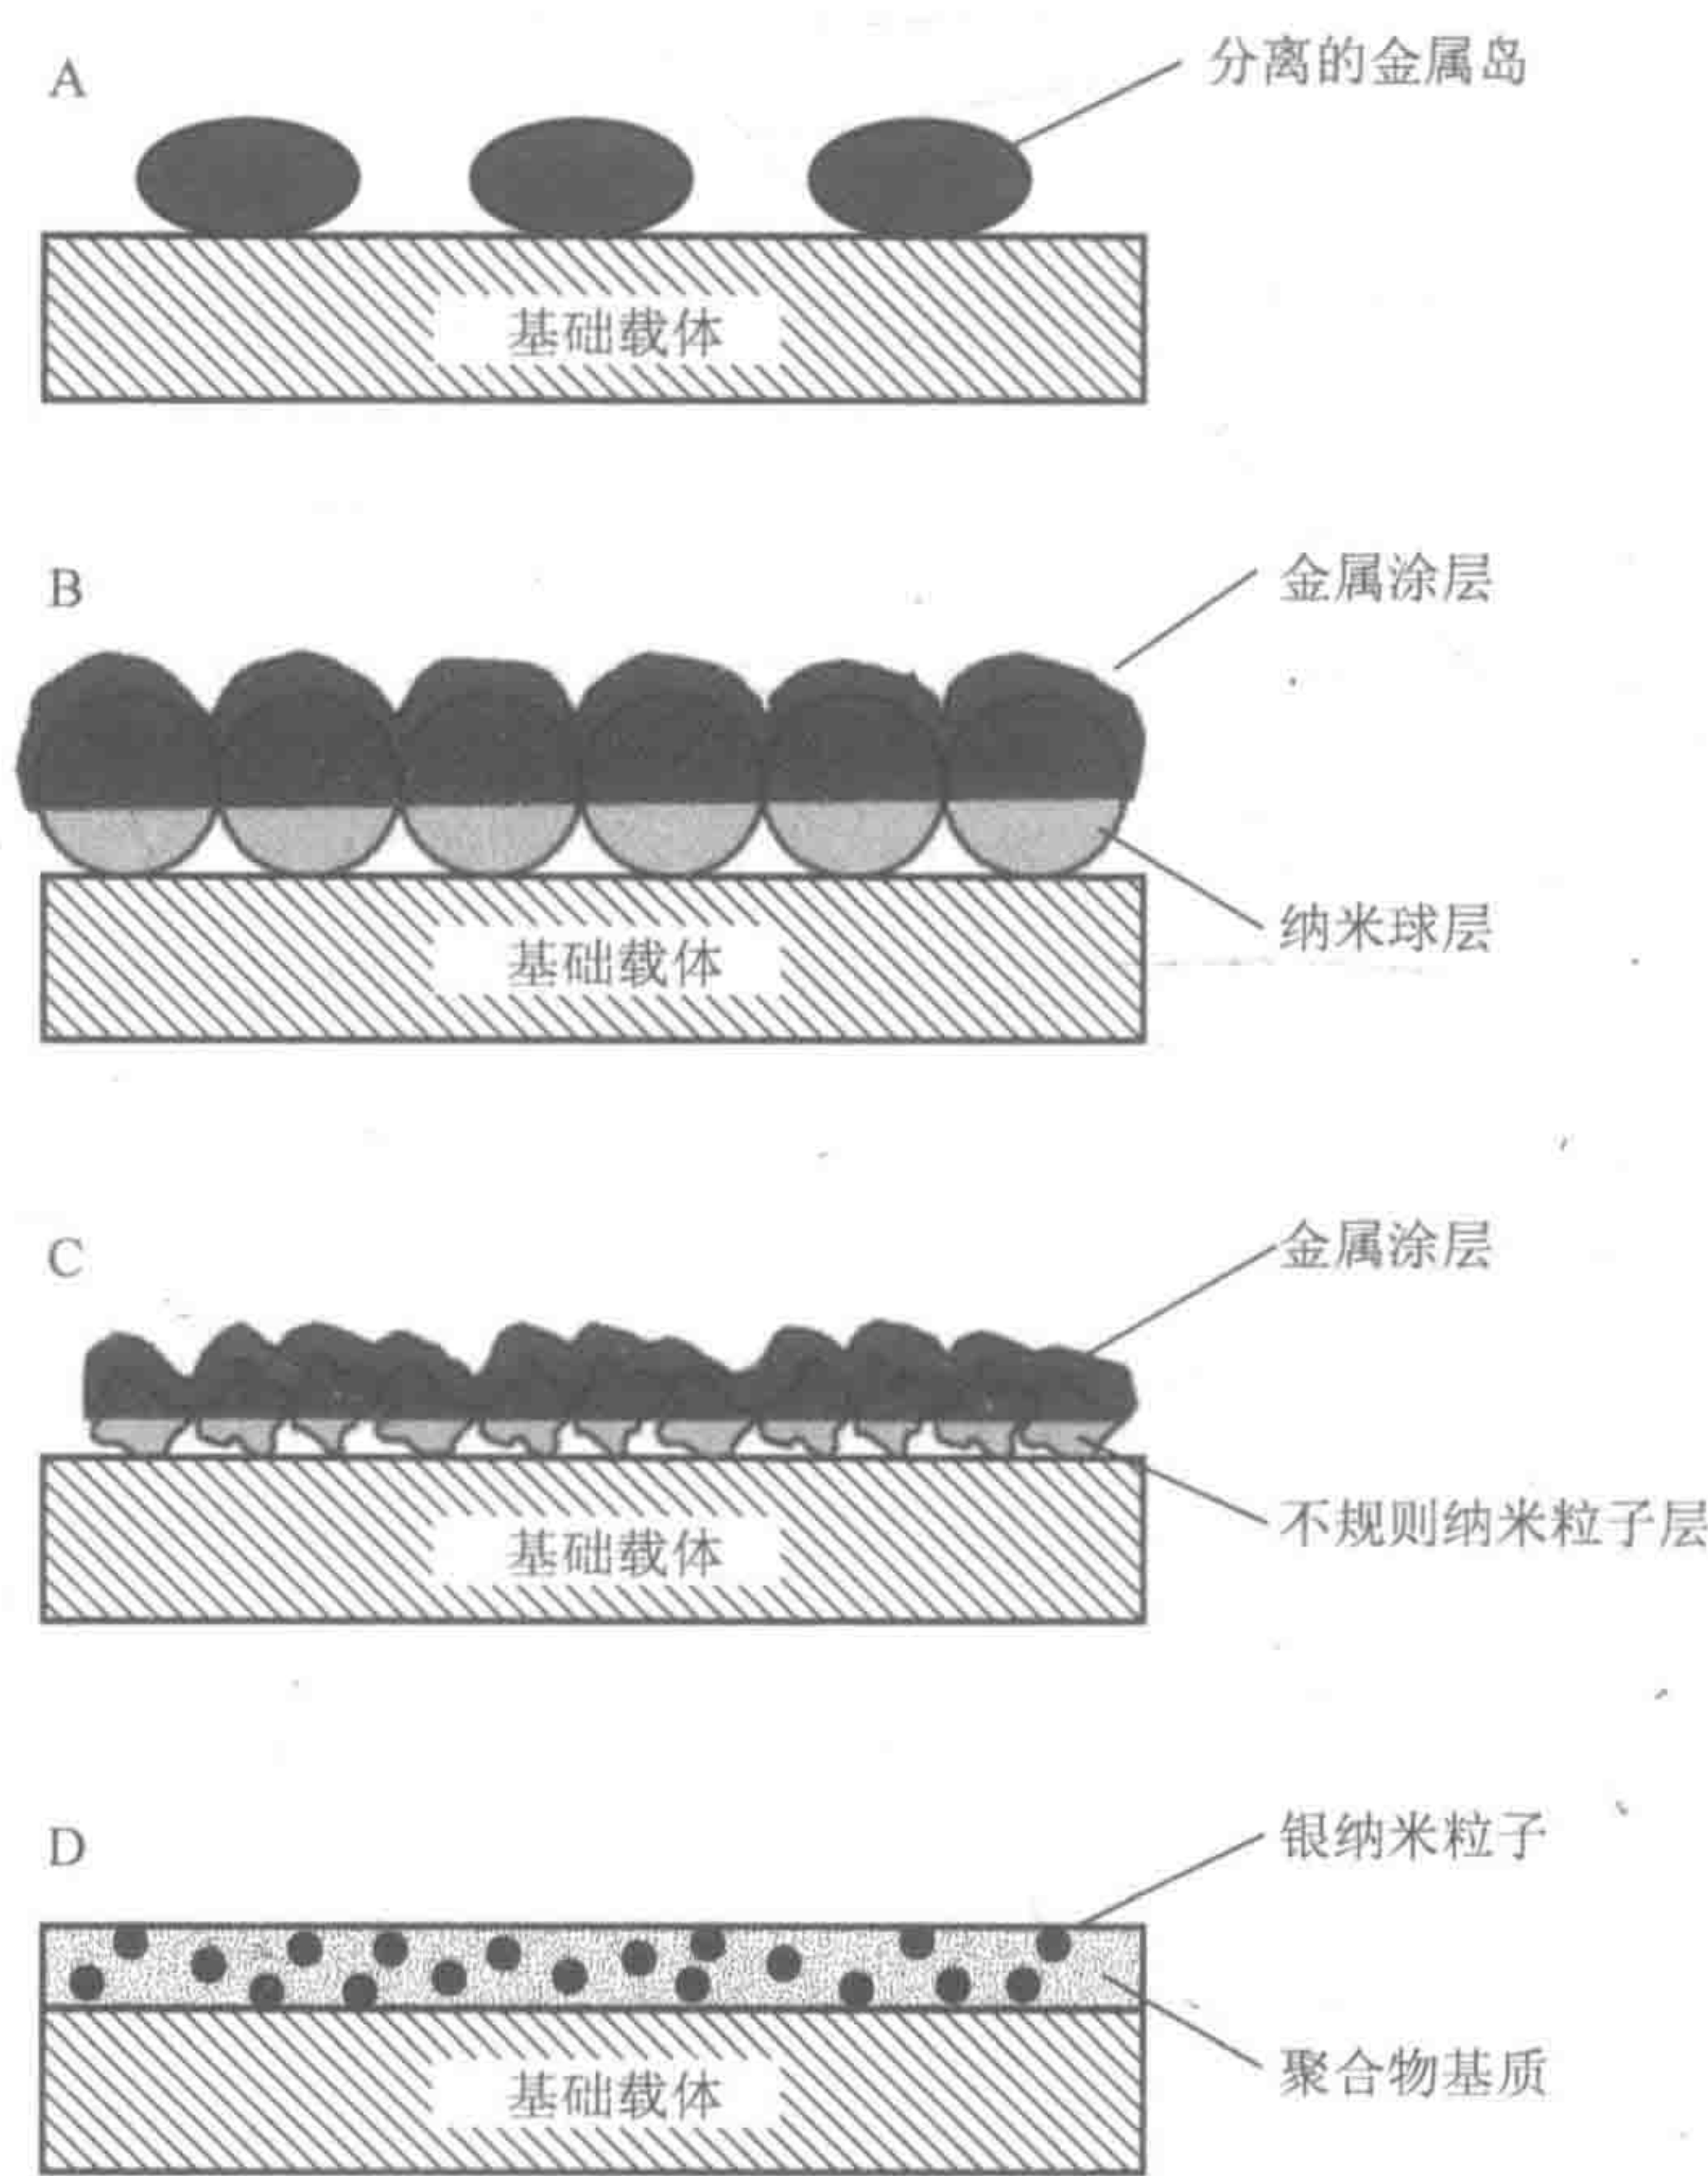 A
分离的金属岛
基础载体
B
金属涂层
纳米球层
基础载体
C
金属涂层
不规则纳米粒子层
基础载体
D
银纳米粒子
聚合物基质
基础载体